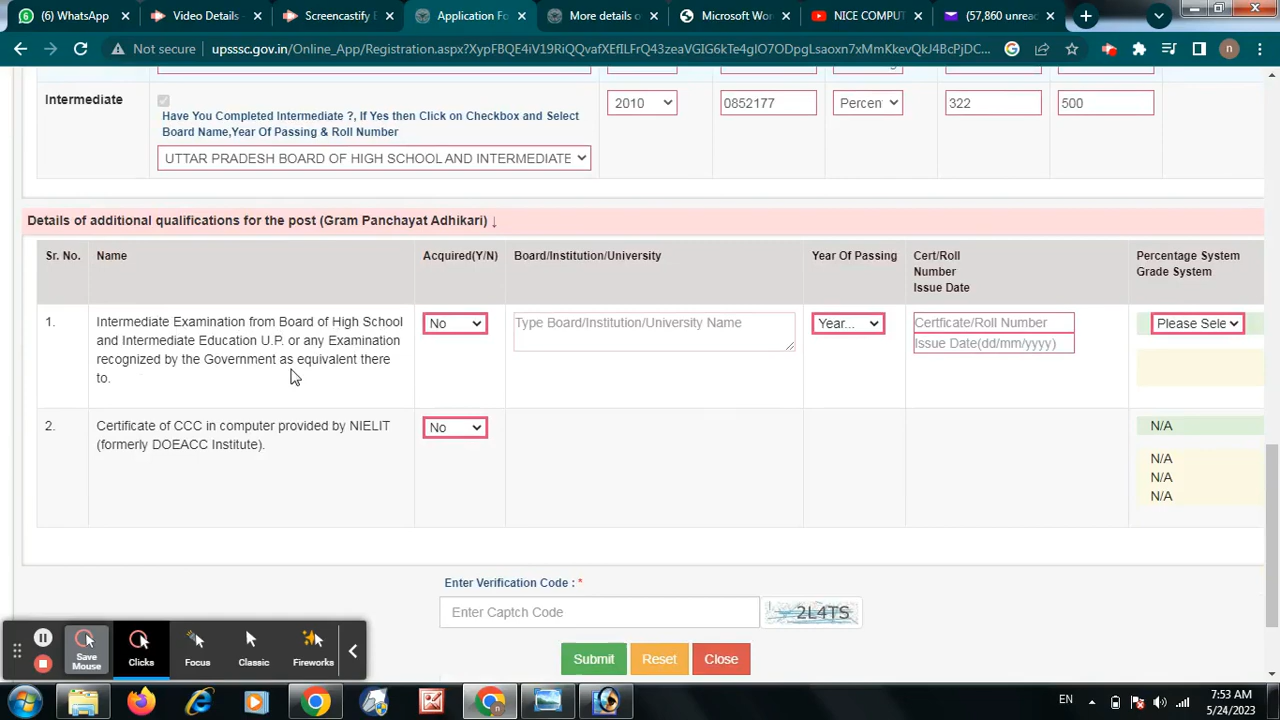 (6) WhatsApp
Video Details -
Screencastify E
Application Fo
More details o
Microsoft Wor
NICE COMPUT
(57,860 unrea
n
Not secure
upsssc.gov.in/Online_App/Registration.aspx?XypFBQE4iV19RiQQvafXEfILFrQ43zeaVGIG6kTe4gIO7ODpgLsaoxn7xMmKkevQkJ4BcPjDC...
Intermediate
2010
0852177
Percen
322
500
Have You Completed Intermediate ?, If Yes then Click on Checkbox and Select
Board Name,Year Of Passing & Roll Number
UTTAR PRADESH BOARD OF HIGH SCHOOL AND INTERMEDIATE
Details of additional qualifications for the post (Gram Panchayat Adhikari) ↓
Sr. No.
Name
Acquired(Y/N)
Board/Institution/University
Year Of Passing
Cert/Roll
Number
Issue Date
Percentage System
Grade System
1.
Intermediate Examination from Board of High School
and Intermediate Education U.P. or any Examination
recognized by the Government as equivalent there
to.
No
Type Board/Institution/University Name
Year...
Certficate/Roll Number
Issue Date(dd/mm/yyyy)
Please Sele
2.
Certificate of CCC in computer provided by NIELIT
(formerly DOEACC Institute).
No
N/A
N/A
N/A
N/A
Enter Verification Code : *
Enter Captch Code
2L4TS
Submit
Reset
Close
Save
Mouse
Clicks
Focus
Classic
Fireworks
EN
7:53 AM
5/24/2023